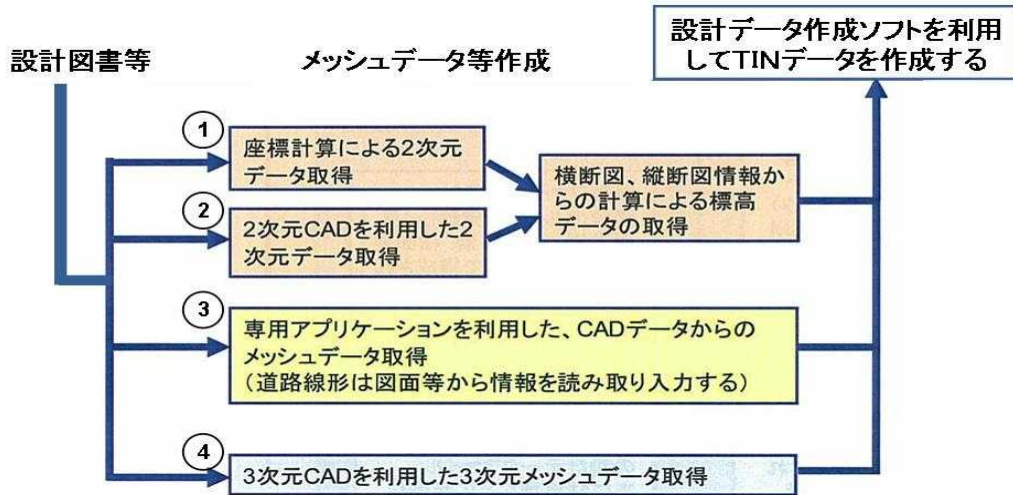 設計図書等
メッシュデータ等作成
設計データ作成ソフトを利用
してTINデータを作成する
1
座標計算による2次元
データ取得
2
2次元CADを利用した2
次元データ取得
横断図、縦断図情報か
らの計算による標高
データの取得
3
専用アプリケーションを利用した、CADデータからの
メッシュデータ取得
（道路線形は図面等から情報を読み取り入力する）
4
3次元CADを利用した3次元メッシュデータ取得